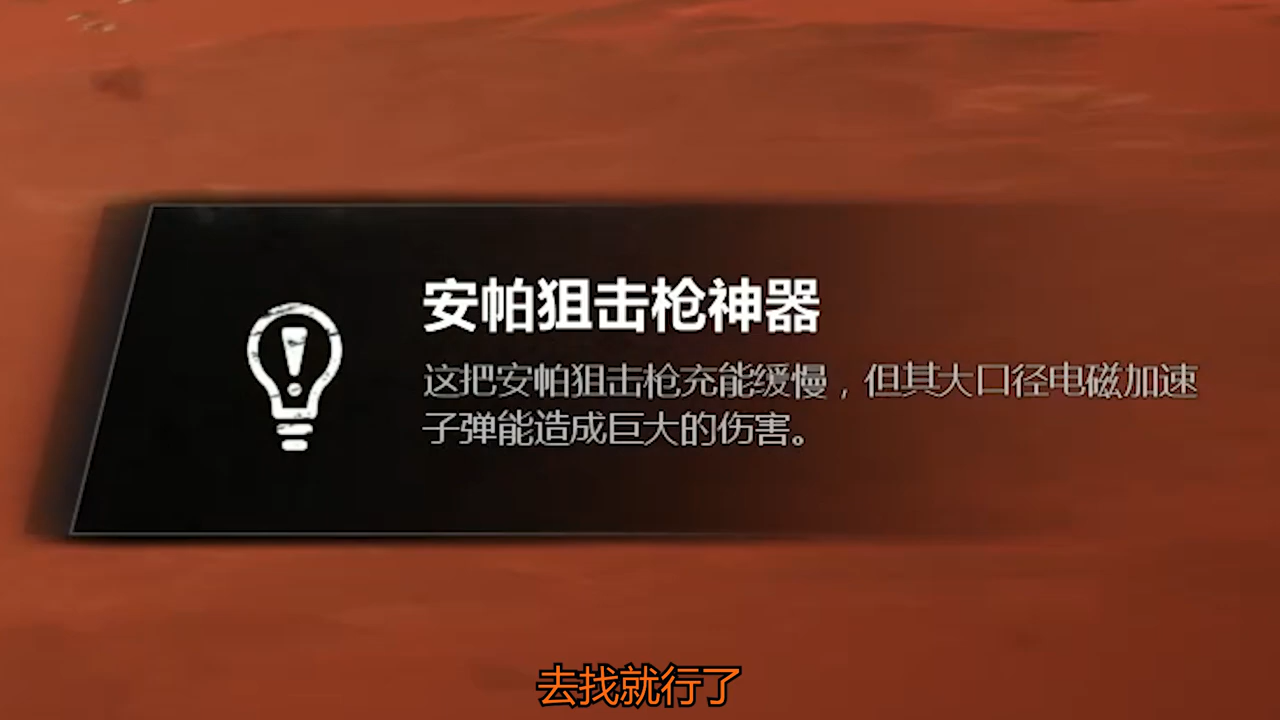 安帕狙击枪神器
这把安帕狙击枪充能缓慢，但其大口径电磁加速
子弹能造成巨大的伤害。
去找就行了